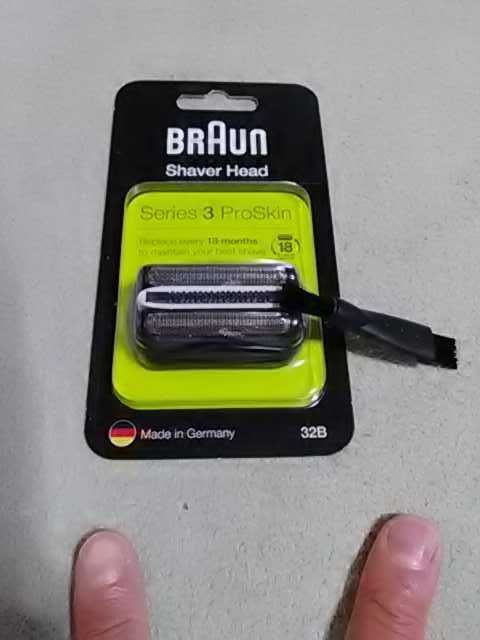 BRAUN
Shaver Head
Series 3 ProSkin
Replace every 18 months
to maintain your best shave
18
Made in Germany
32B